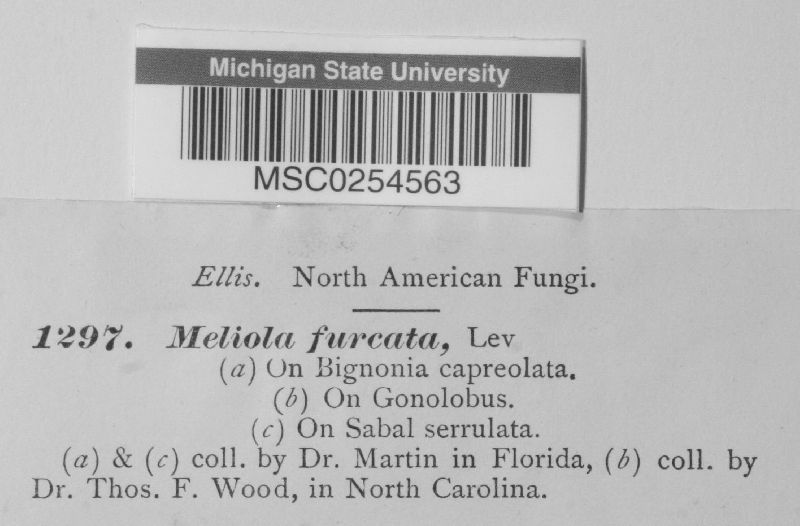 Michigan State University
MSC0254563
Ellis. North American Fungi.
1297. Meliola furcata, Lev
(a) On Bignonia capreolata.
(b) On Gonolobus.
(c) On Sabal serrulata.
(a) & (c) coll. by Dr. Martin in Florida, (b) coll. by
Dr. Thos. F. Wood, in North Carolina.